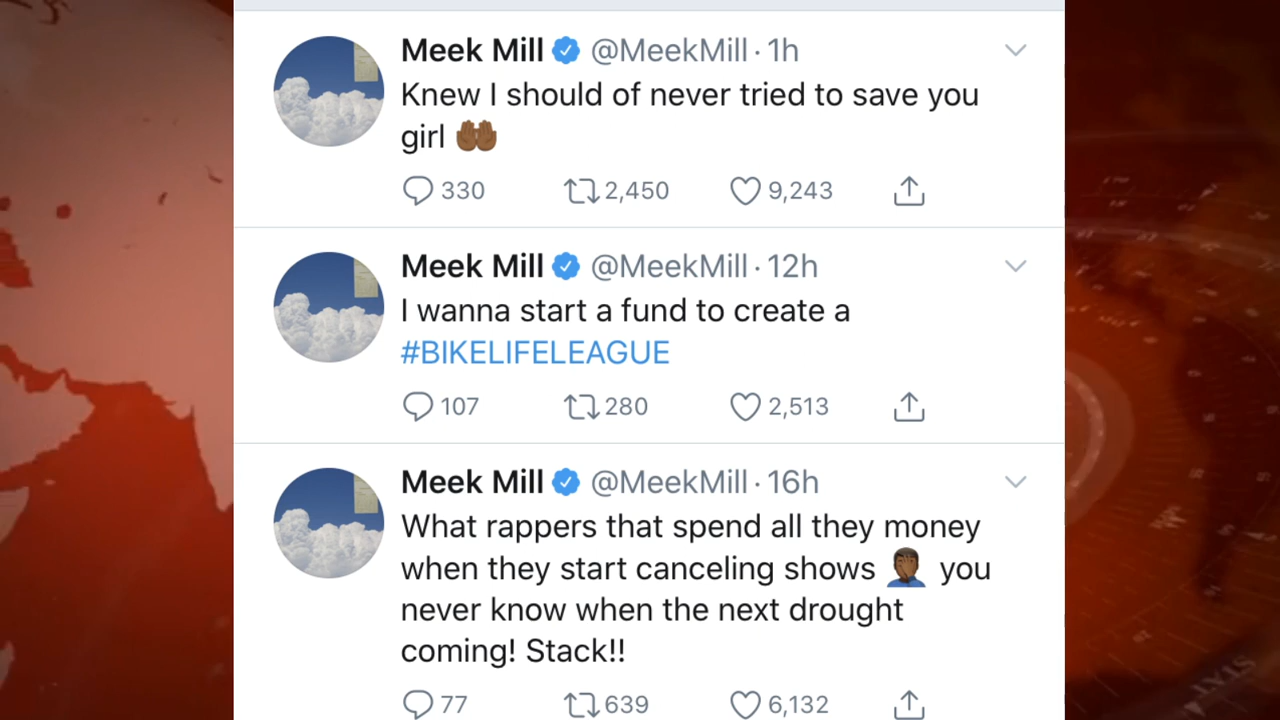 Meek Mill @MeekMill · 1h
Knew I should of never tried to save you
girl 🤲🏾
330 2,450 9,243
Meek Mill @MeekMill · 12h
I wanna start a fund to create a
#BIKELIFELEAGUE
107 280 2,513
Meek Mill @MeekMill · 16h
What rappers that spend all they money
when they start canceling shows 🤦🏾‍♂️ you
never know when the next drought
coming! Stack!!
77 639 6,132